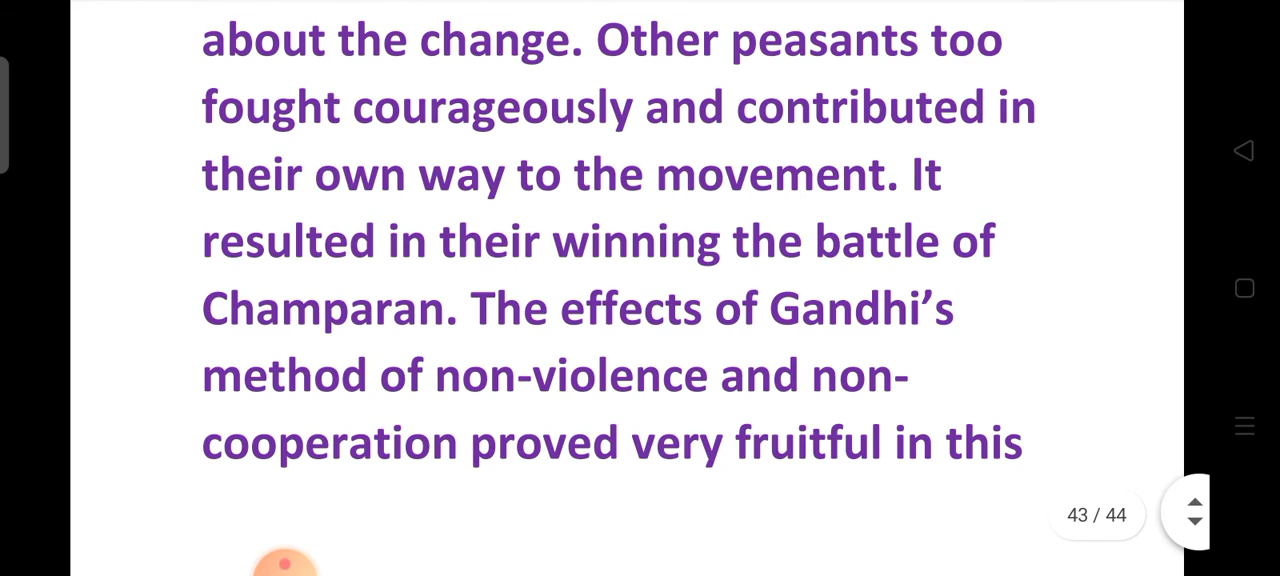 about the change. Other peasants too
fought courageously and contributed in
their own way to the movement. It
resulted in their winning the battle of
Champaran. The effects of Gandhi’s
method of non-violence and non-
cooperation proved very fruitful in this
43 / 44